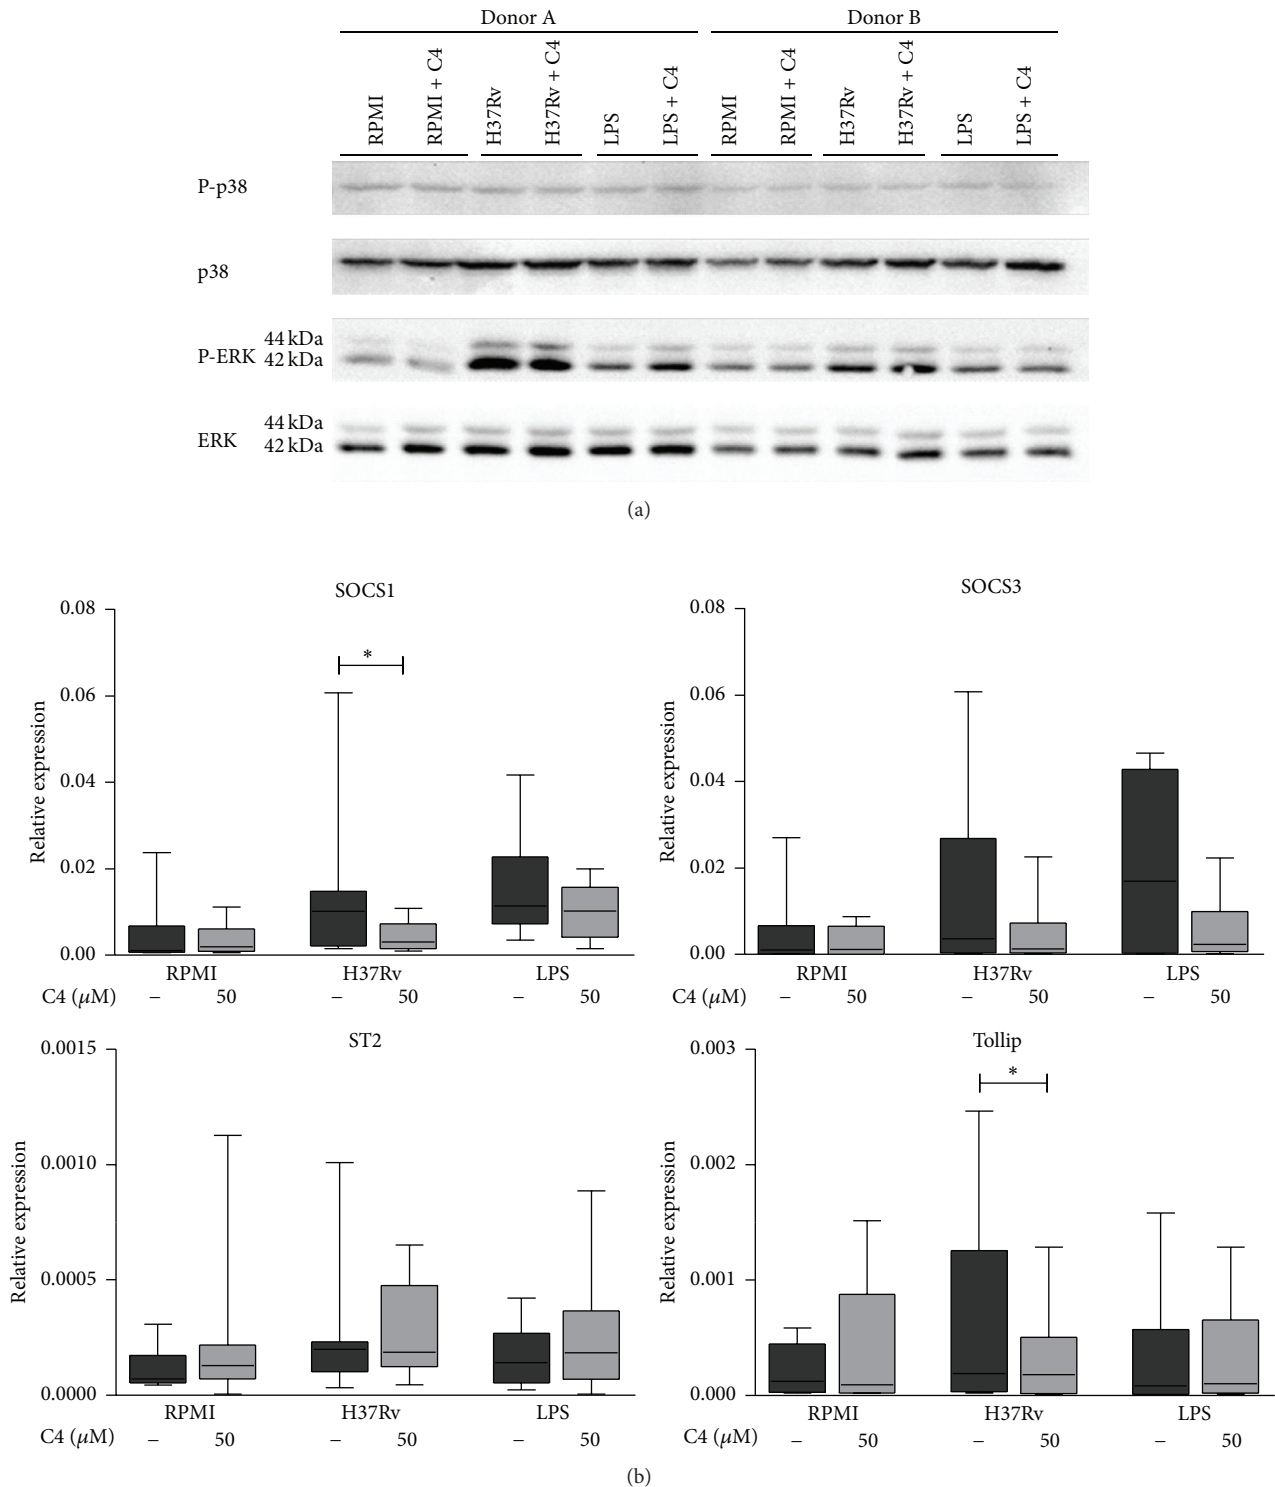 Donor A Donor B
RPMI RPMI + C4 H37Rv H37Rv + C4 LPS LPS + C4 RPMI RPMI + C4 H37Rv H37Rv + C4 LPS LPS + C4
P-p38
p38
44 kDa
P-ERK 42 kDa
44 kDa
ERK 42 kDa
(a)
SOCS1
Relative expression
0.08
0.06
0.04
0.02
0.00
*
RPMI H37Rv LPS
C4 (μM) – 50 – 50 – 50
SOCS3
Relative expression
0.08
0.06
0.04
0.02
0.00
RPMI H37Rv LPS
C4 (μM) – 50 – 50 – 50
ST2
Relative expression
0.0015
0.0010
0.0005
0.0000
RPMI H37Rv LPS
C4 (μM) – 50 – 50 – 50
Tollip
Relative expression
0.003
0.002
0.001
0.000
*
RPMI H37Rv LPS
C4 (μM) – 50 – 50 – 50
(b)